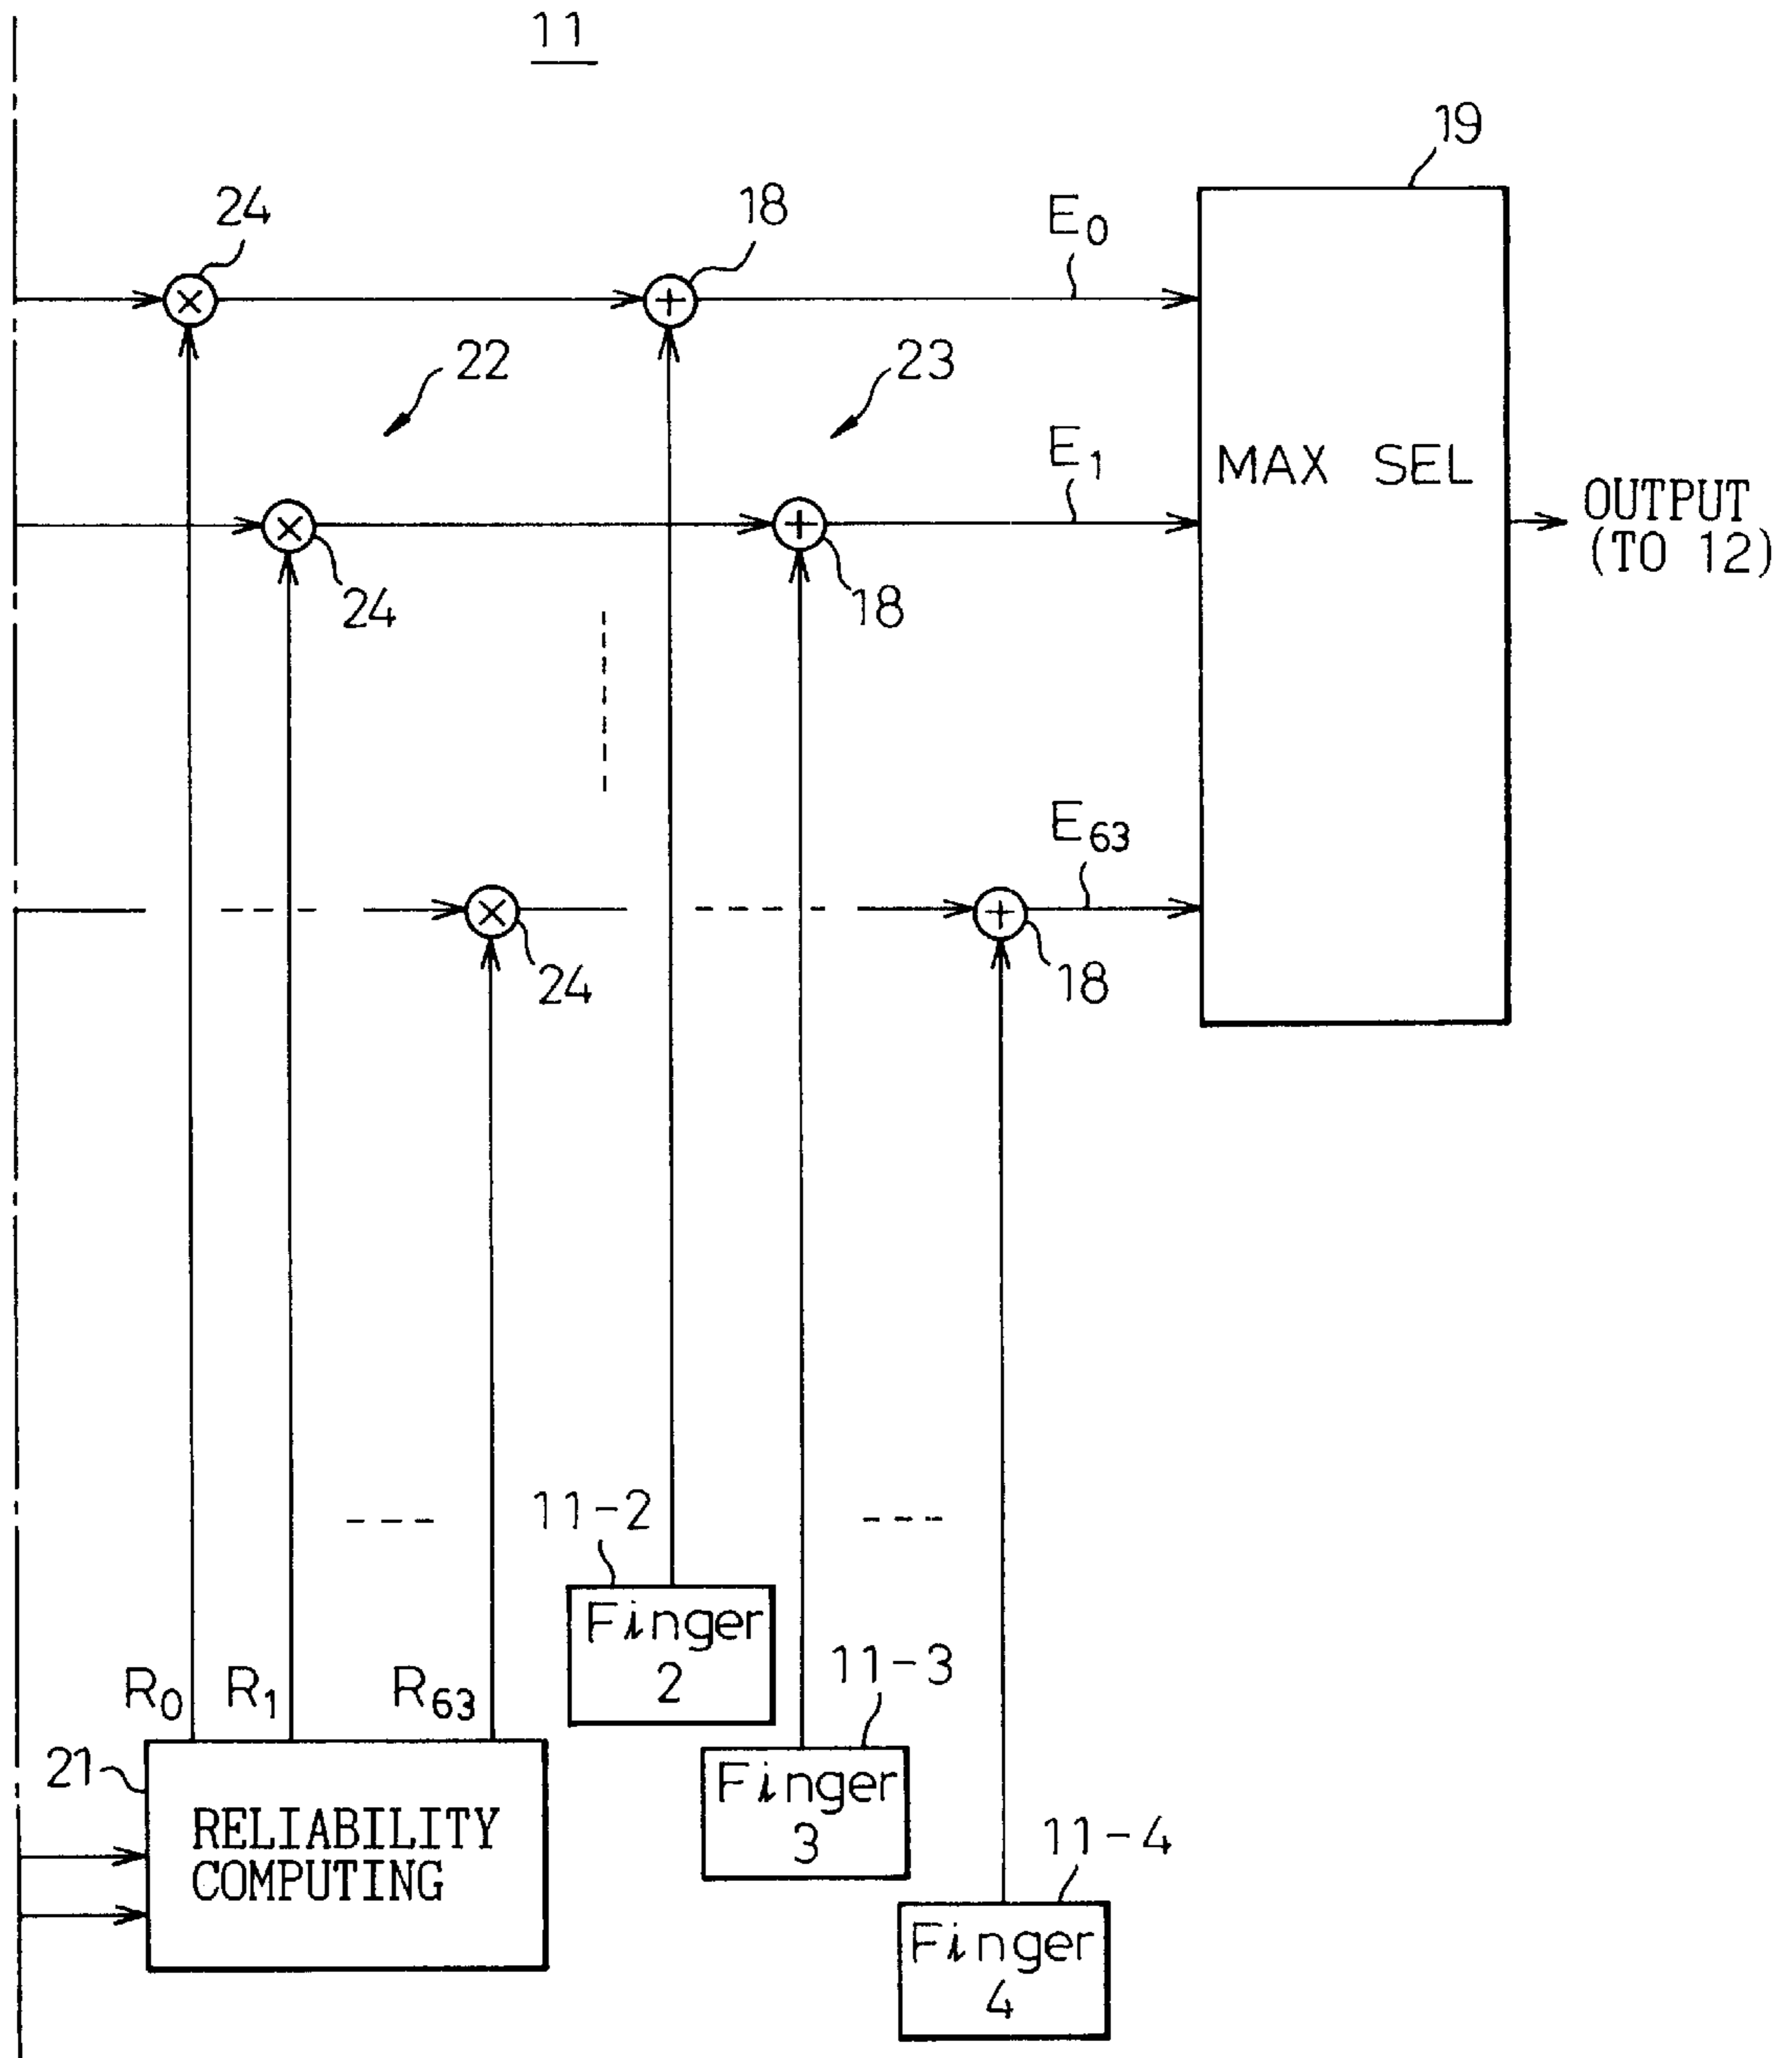 11
19
24
18
E0
22
23
E1
MAX SEL
OUTPUT
(TO 12)
24
18
E63
24
18
11-2
Finger
2
11-3
R0
R1
R63
21
Finger
3
RELIABILITY
COMPUTING
11-4
Finger
4